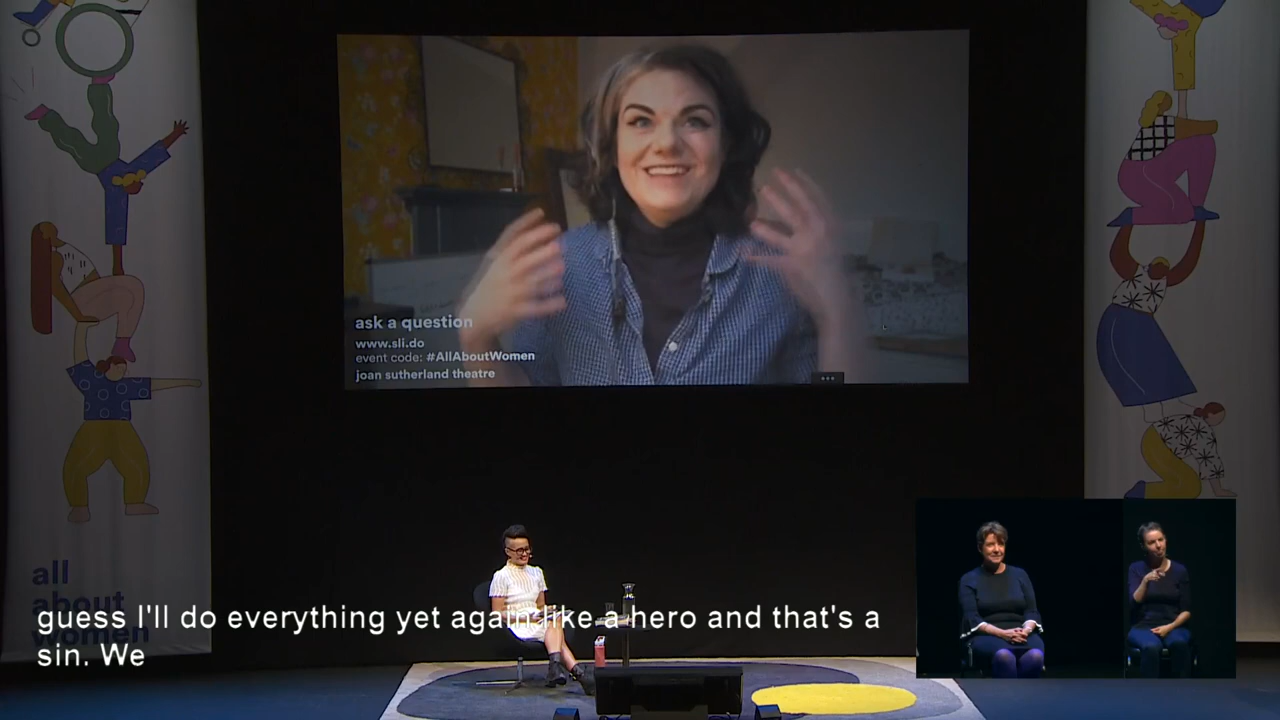 ask a question
www.sli.do
event code: #AllAboutWomen
joan sutherland theatre
all
about
women
guess I'll do everything yet again like a hero and that's a
sin. We